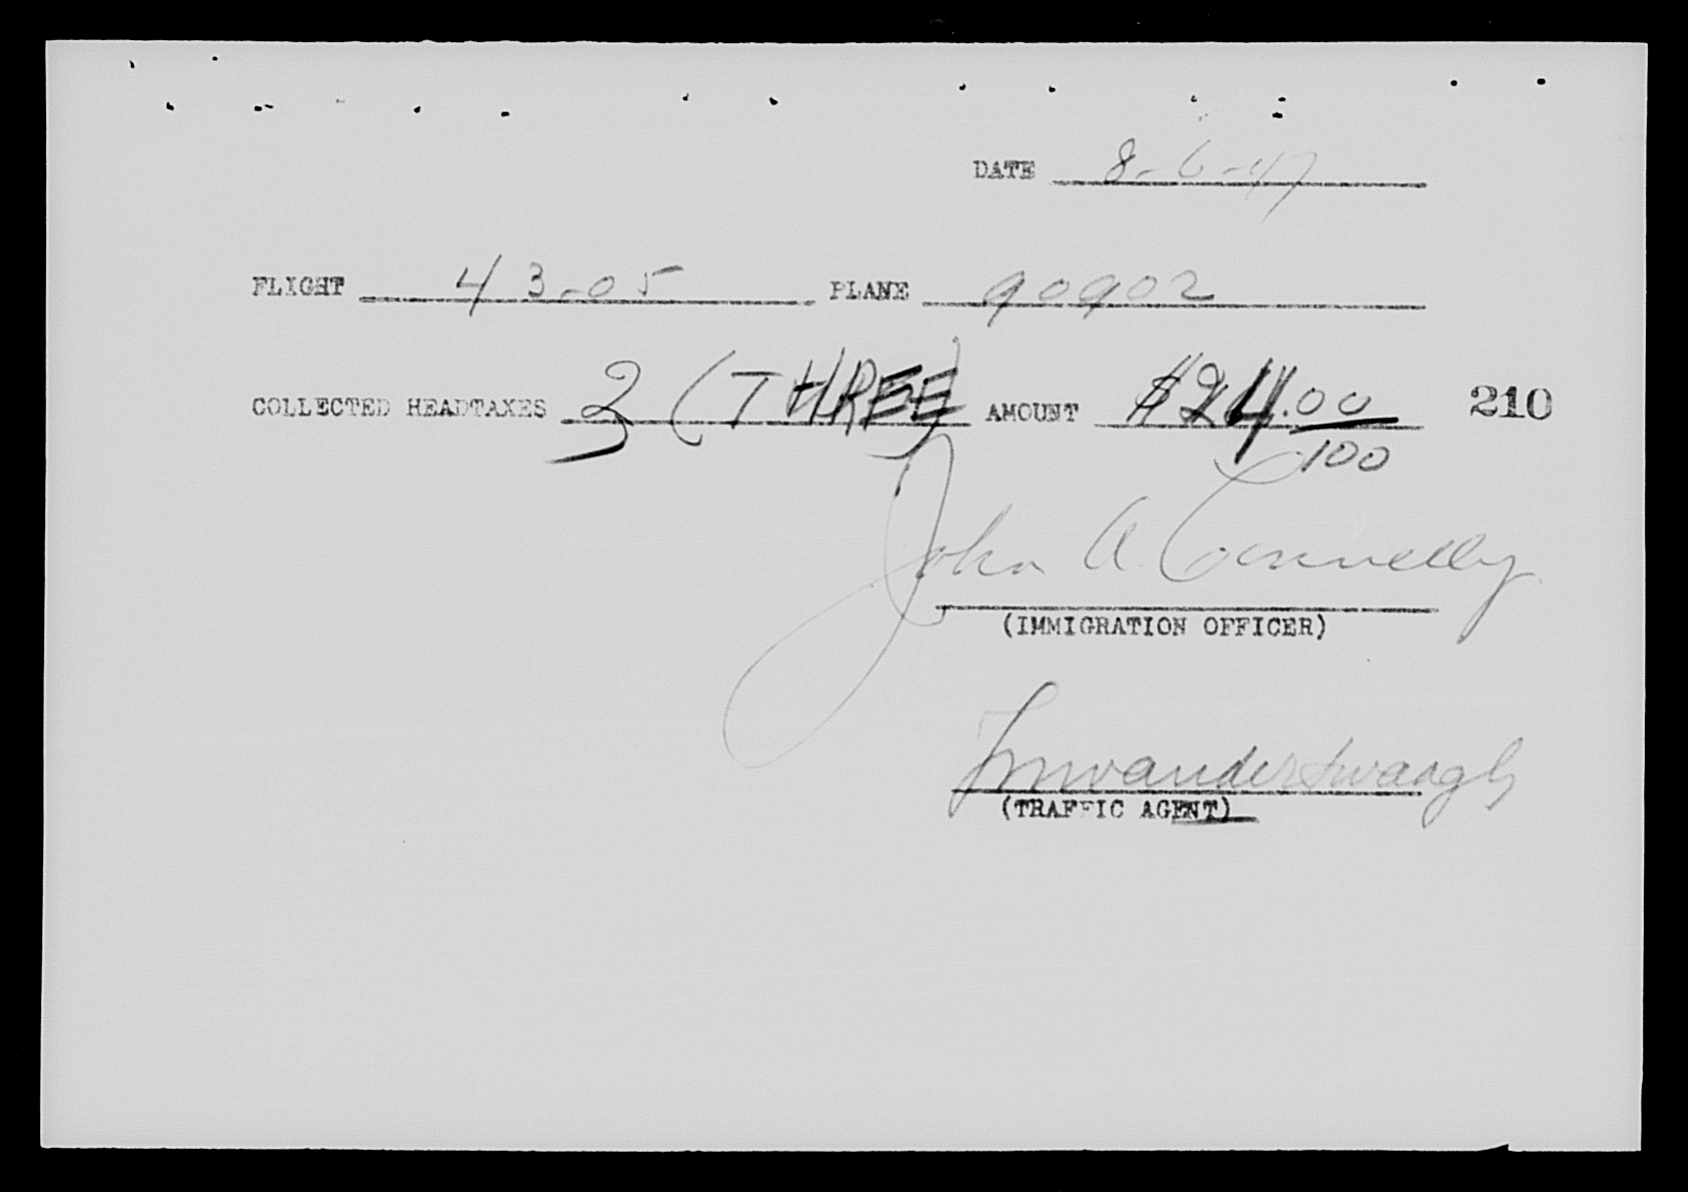 DATE 8-6-47
FLIGHT 43-05 PLANE 90902
COLLECTED HEADTAXES 3 (THREE) AMOUNT $24.00/100 210
John A. Connelly
(IMMIGRATION OFFICER)
(TRAFFIC AGENT)